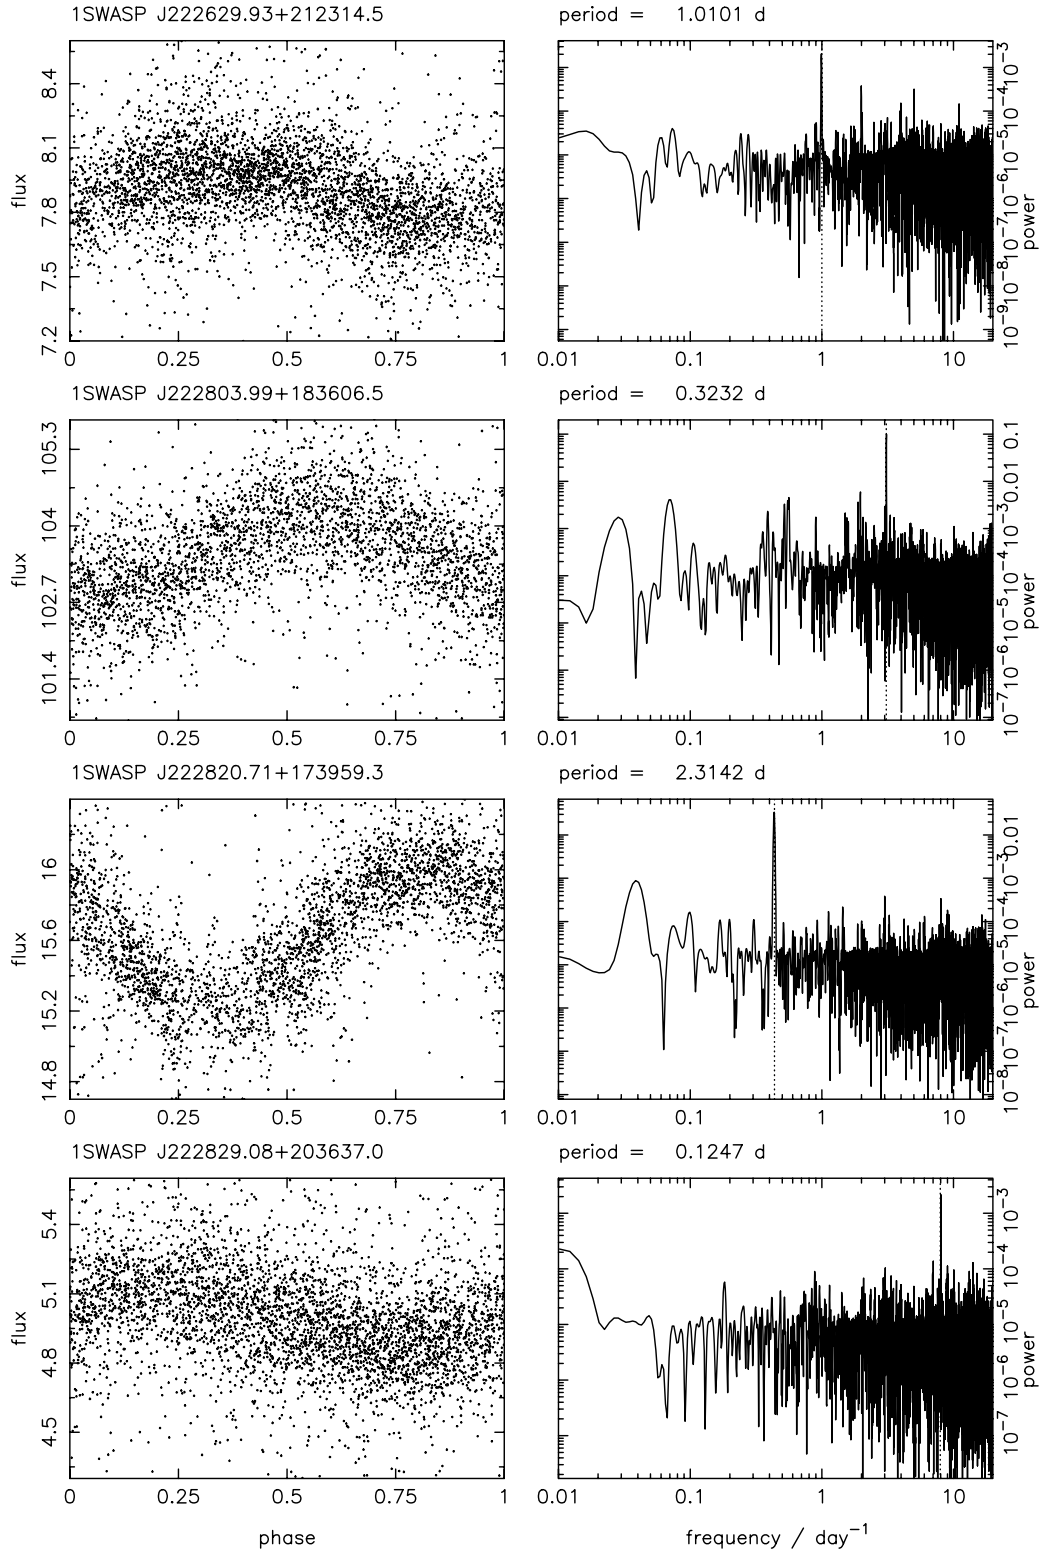 1SWASP J222629.93+212314.5
period = 1.0101 d
flux
8.4
8.1
7.8
7.5
7.2
0 0.25 0.5 0.75 1
10⁻³
10⁻⁴
10⁻⁵
10⁻⁶
10⁻⁷
10⁻⁸
10⁻⁹
power
0.01 0.1 1 10
1SWASP J222803.99+183606.5
period = 0.3232 d
flux
105.3
104
102.7
101.4
0 0.25 0.5 0.75 1
0.1
0.01
10⁻³
10⁻⁴
10⁻⁵
10⁻⁶
10⁻⁷
power
0.01 0.1 1 10
1SWASP J222820.71+173959.3
period = 2.3142 d
flux
16
15.6
15.2
14.8
0 0.25 0.5 0.75 1
0.01
10⁻³
10⁻⁴
10⁻⁵
10⁻⁶
10⁻⁷
10⁻⁸
power
0.01 0.1 1 10
1SWASP J222829.08+203637.0
period = 0.1247 d
flux
5.4
5.1
4.8
4.5
0 0.25 0.5 0.75 1
phase
10⁻³
10⁻⁴
10⁻⁵
10⁻⁶
10⁻⁷
power
0.01 0.1 1 10
frequency / day⁻¹